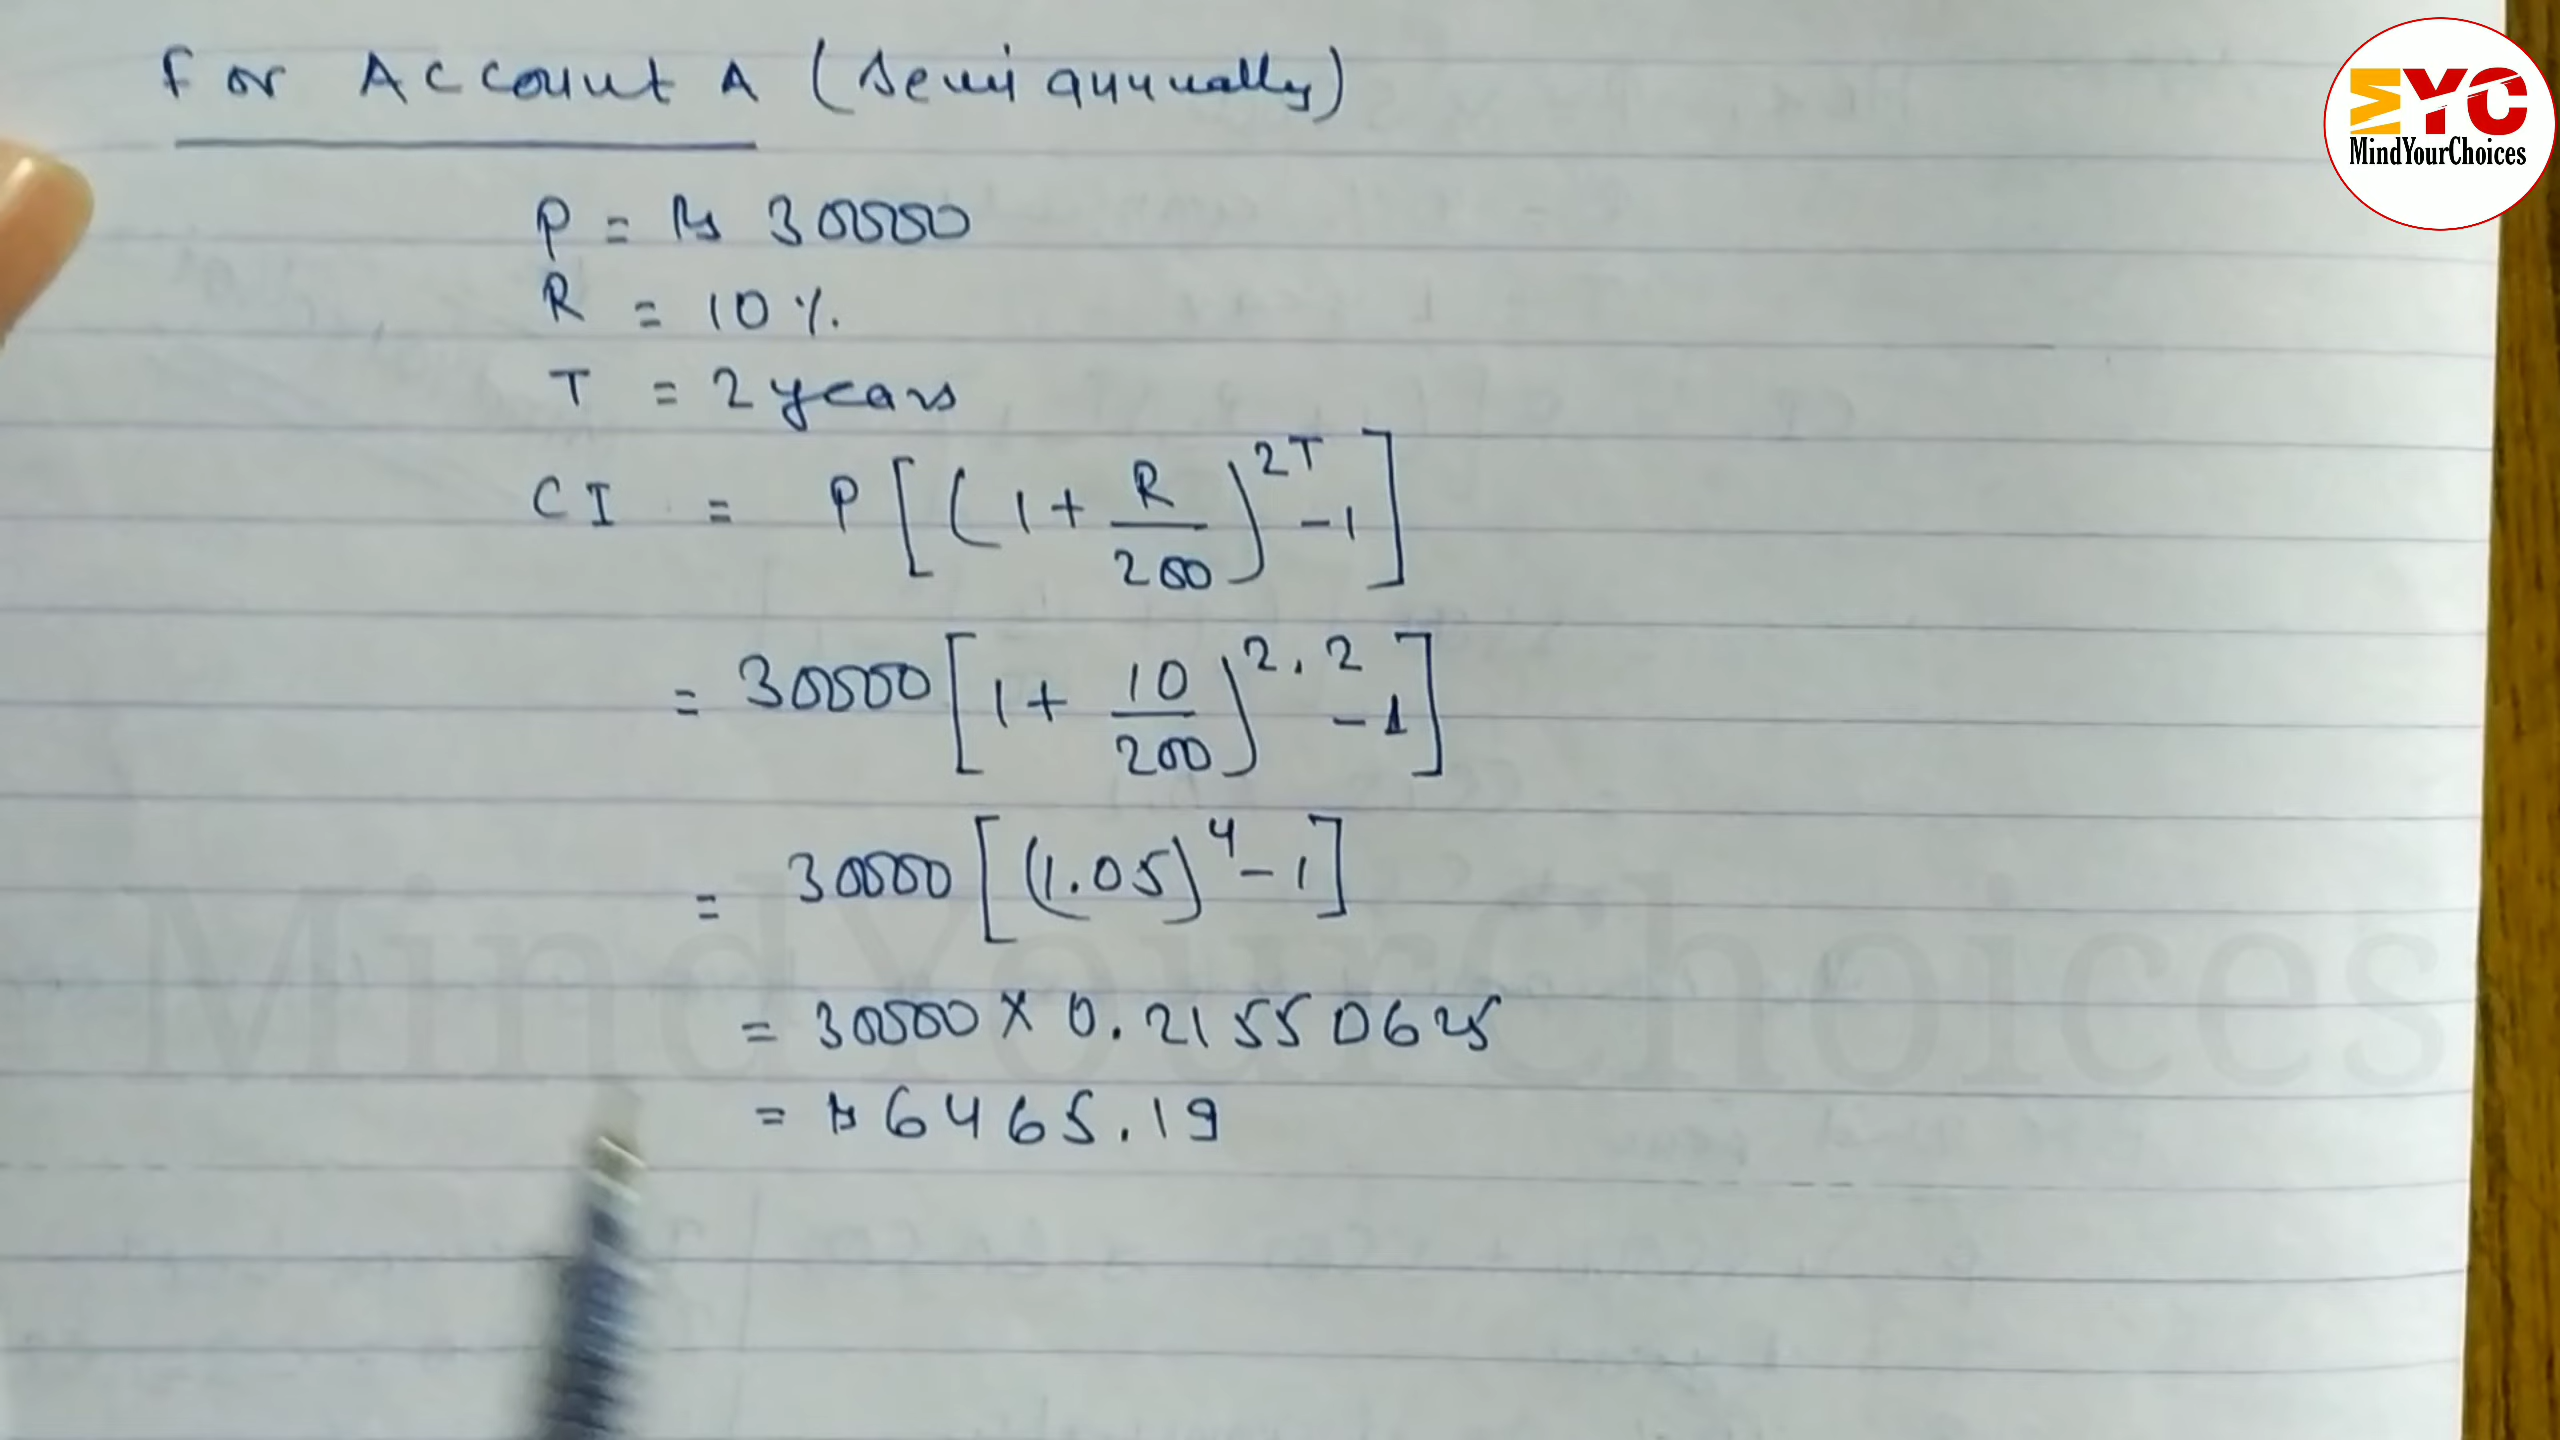 For Account A (Semi annually)
MYC
MindYourChoices
P = Rs 30000
R = 10%.
T = 2 years
CI = P[(1+R/200)^2T -1]
= 30000[1+10/200)^2.2 -1]
= 30000[(1.05)^4 -1]
= 30000 × 0.21550625
= Rs 6465.19
MindYourChoices